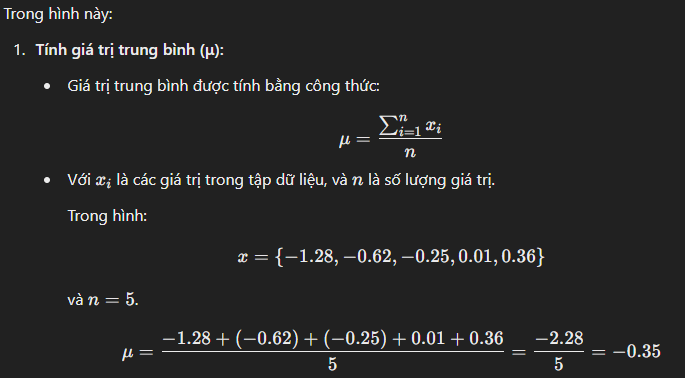 Trong hình này:
1. Tính giá trị trung bình (μ):
• Giá trị trung bình được tính bằng công thức:
μ = \frac{\sum_{i=1}^{n} x_i}{n}
• Với x_i là các giá trị trong tập dữ liệu, và n là số lượng giá trị.
Trong hình:
x = {−1.28, −0.62, −0.25, 0.01, 0.36}
và n = 5.
μ = \frac{−1.28 + (−0.62) + (−0.25) + 0.01 + 0.36}{5} = \frac{−2.28}{5} = −0.35